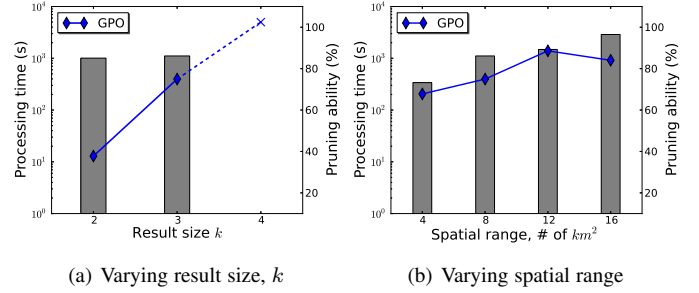 GPO
Processing time (s)
10^4
10^3
10^2
10^1
10^0
100
80
60
40
20
Pruning ability (%)
2 3 4
Result size k
(a) Varying result size, k
GPO
Processing time (s)
10^4
10^3
10^2
10^1
10^0
100
80
60
40
20
Pruning ability (%)
4 8 12 16
Spatial range, # of km^2
(b) Varying spatial range